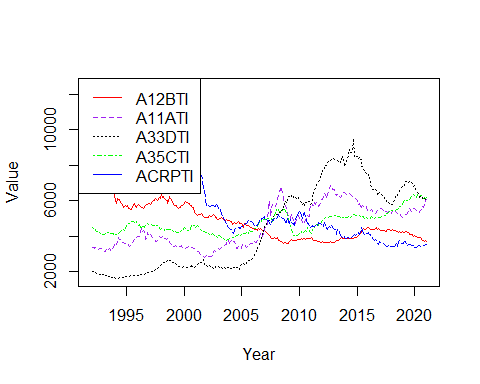 A12BTI
A11ATI
A33DTI
A35CTI
ACRPTI
Value
2000
6000
10000
1995
2000
2005
2010
2015
2020
Year